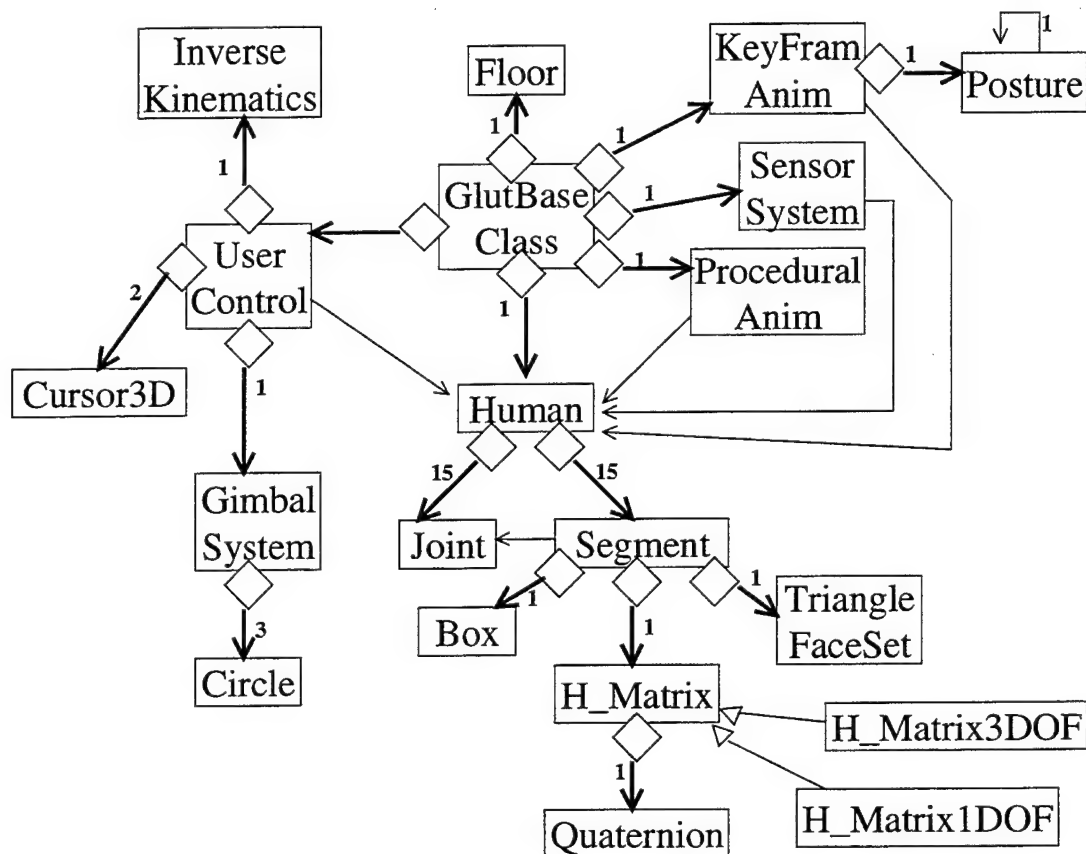 Inverse
Kinematics
Floor
KeyFram
Anim
1
Posture
1
1
1
1
GlutBase
Class
1
Sensor
System
User
Control
1
Procedural
Anim
2
1
Cursor3D
1
Human
15
15
Gimbal
System
Joint
Segment
3
Circle
Box
1
1
1
Triangle
FaceSet
H_Matrix
H_Matrix3DOF
1
Quaternion
H_Matrix1DOF